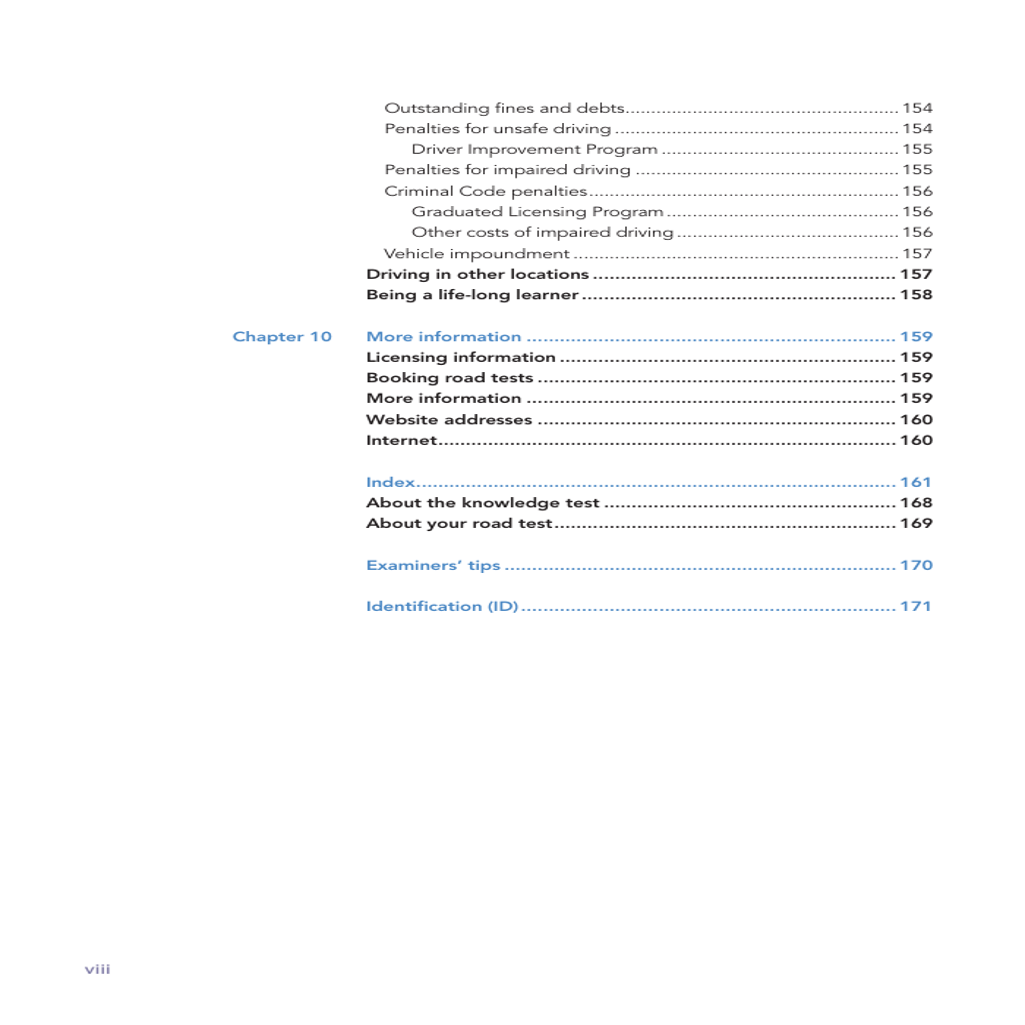 Outstanding fines and debts..................................................... 154
Penalties for unsafe driving ....................................................... 154
Driver Improvement Program .............................................. 155
Penalties for impaired driving ................................................... 155
Criminal Code penalties............................................................ 156
Graduated Licensing Program ............................................. 156
Other costs of impaired driving ........................................... 156
Vehicle impoundment ............................................................... 157
Driving in other locations ....................................................... 157
Being a life-long learner ......................................................... 158
Chapter 10 More information ................................................................... 159
Licensing information ............................................................. 159
Booking road tests ................................................................. 159
More information ................................................................... 159
Website addresses ................................................................. 160
Internet................................................................................... 160
Index....................................................................................... 161
About the knowledge test ..................................................... 168
About your road test.............................................................. 169
Examiners’ tips ....................................................................... 170
Identification (ID) .................................................................... 171
viii